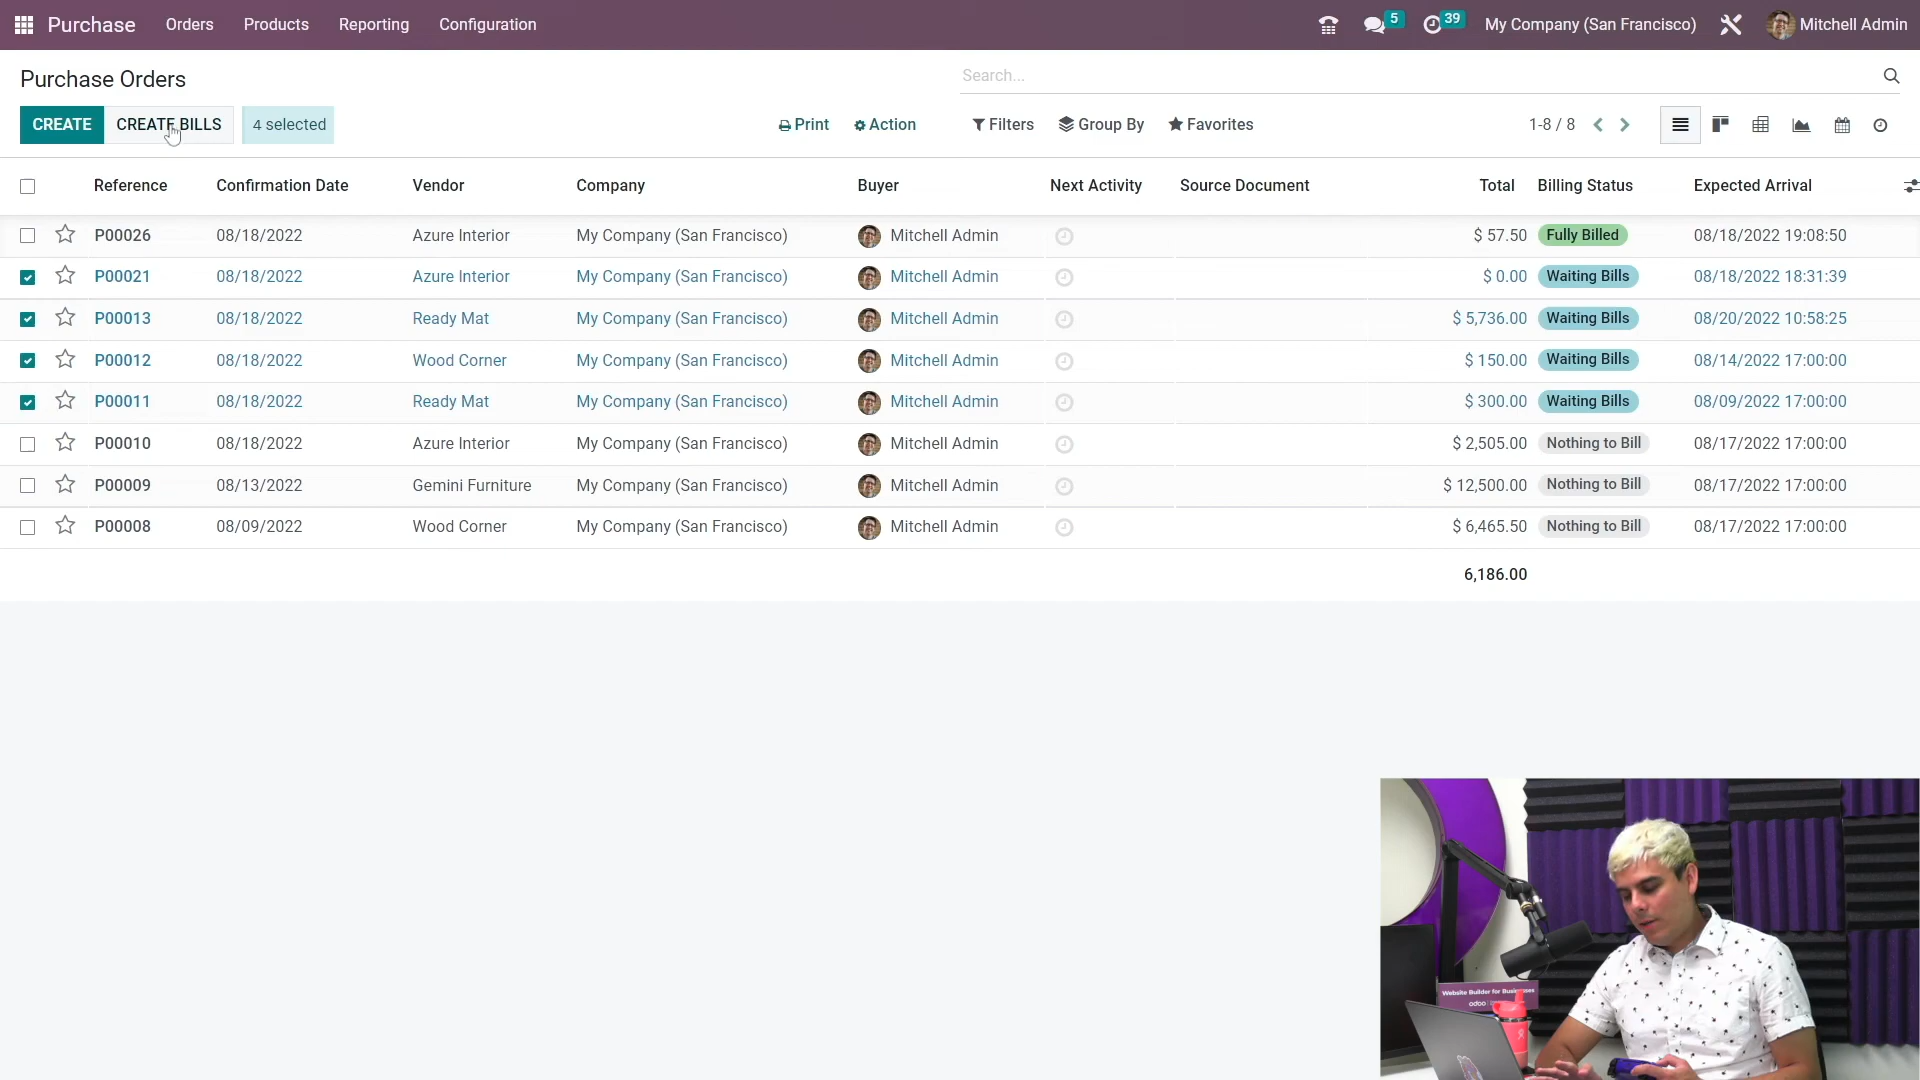 Purchase Orders Products Reporting Configuration 5 39 My Company (San Francisco) Mitchell Admin
Purchase Orders
Search...
CREATE CREATE BILLS 4 selected Print Action Filters Group By Favorites 1-8 / 8
Reference Confirmation Date Vendor Company Buyer Next Activity Source Document Total Billing Status Expected Arrival
P00026 08/18/2022 Azure Interior My Company (San Francisco) Mitchell Admin $ 57.50 Fully Billed 08/18/2022 19:08:50
P00021 08/18/2022 Azure Interior My Company (San Francisco) Mitchell Admin $ 0.00 Waiting Bills 08/18/2022 18:31:39
P00013 08/18/2022 Ready Mat My Company (San Francisco) Mitchell Admin $ 5,736.00 Waiting Bills 08/20/2022 10:58:25
P00012 08/18/2022 Wood Corner My Company (San Francisco) Mitchell Admin $ 150.00 Waiting Bills 08/14/2022 17:00:00
P00011 08/18/2022 Ready Mat My Company (San Francisco) Mitchell Admin $ 300.00 Waiting Bills 08/09/2022 17:00:00
P00010 08/18/2022 Azure Interior My Company (San Francisco) Mitchell Admin $ 2,505.00 Nothing to Bill 08/17/2022 17:00:00
P00009 08/13/2022 Gemini Furniture My Company (San Francisco) Mitchell Admin $ 12,500.00 Nothing to Bill 08/17/2022 17:00:00
P00008 08/09/2022 Wood Corner My Company (San Francisco) Mitchell Admin $ 6,465.50 Nothing to Bill 08/17/2022 17:00:00
6,186.00
Website Builder for Businesses
odoo